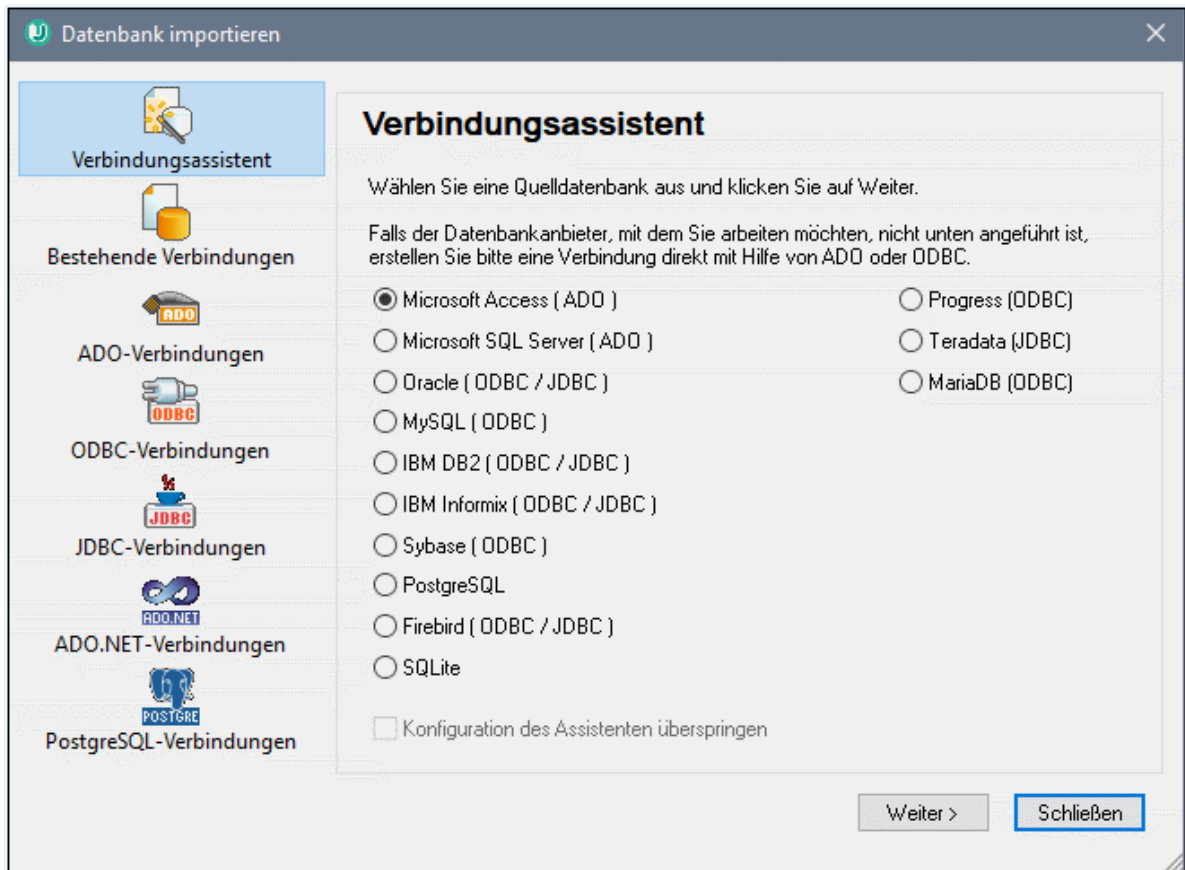 Datenbank importieren
Verbindungsassistent
Bestehende Verbindungen
ADO
ADO-Verbindungen
ODBC
ODBC-Verbindungen
JDBC
JDBC-Verbindungen
ADO.NET
ADO.NET-Verbindungen
POSTGRE
PostgreSQL-Verbindungen
Verbindungsassistent
Wählen Sie eine Quelldatenbank aus und klicken Sie auf Weiter.
Falls der Datenbankanbieter, mit dem Sie arbeiten möchten, nicht unten angeführt ist,
erstellen Sie bitte eine Verbindung direkt mit Hilfe von ADO oder ODBC.
Microsoft Access ( ADO )
Microsoft SQL Server ( ADO )
Oracle ( ODBC / JDBC )
MySQL ( ODBC )
IBM DB2 ( ODBC / JDBC )
IBM Informix ( ODBC / JDBC )
Sybase ( ODBC )
PostgreSQL
Firebird ( ODBC / JDBC )
SQLite
Progress (ODBC)
Teradata (JDBC)
MariaDB (ODBC)
Konfiguration des Assistenten überspringen
Weiter >
Schließen